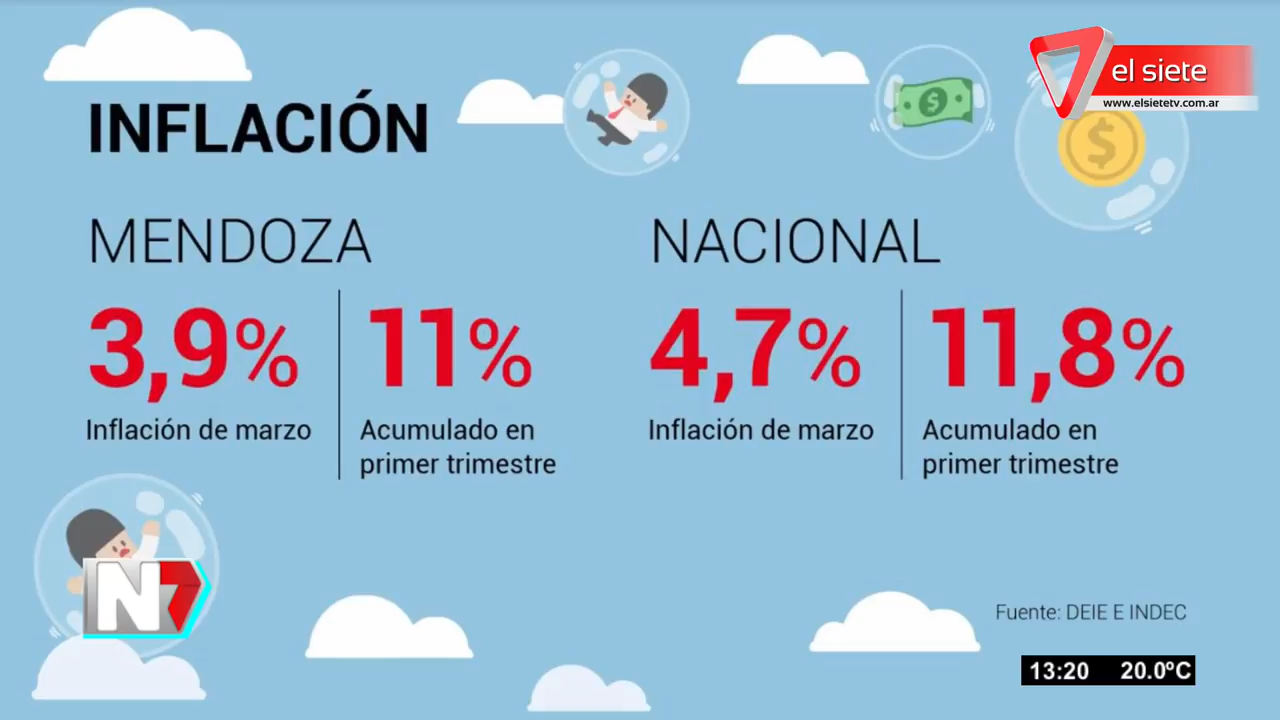 el siete
www.elsietetv.com.ar
INFLACIÓN
MENDOZA
3,9%
Inflación de marzo
11%
Acumulado en
primer trimestre
NACIONAL
4,7%
Inflación de marzo
11,8%
Acumulado en
primer trimestre
N7
Fuente: DEIE E INDEC
13:20 20.0ºC